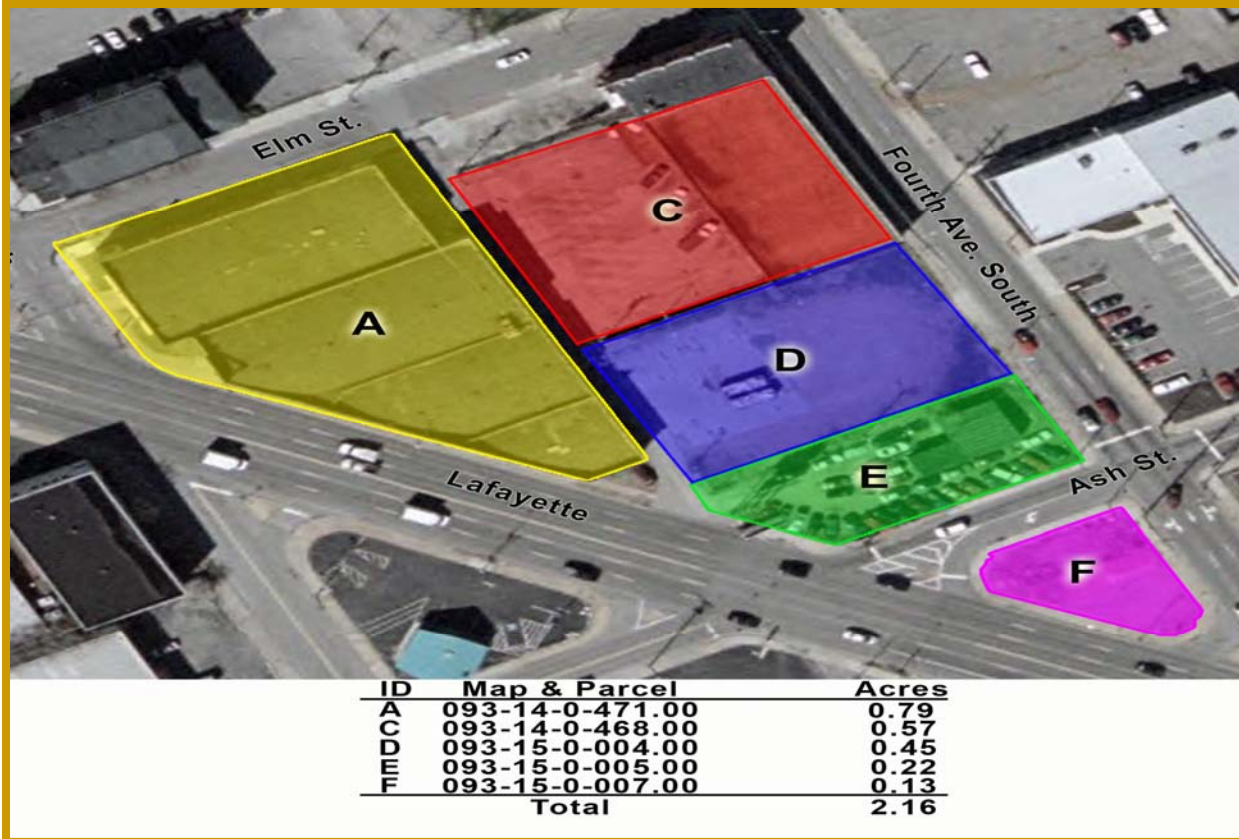 Elm St.
Fourth Ave. South
C
A
D
E
Lafayette
Ash St.
F
ID Map & Parcel Acres
A 093-14-0-471.00 0.79
C 093-14-0-468.00 0.57
D 093-15-0-004.00 0.45
E 093-15-0-005.00 0.22
F 093-15-0-007.00 0.13
Total 2.16